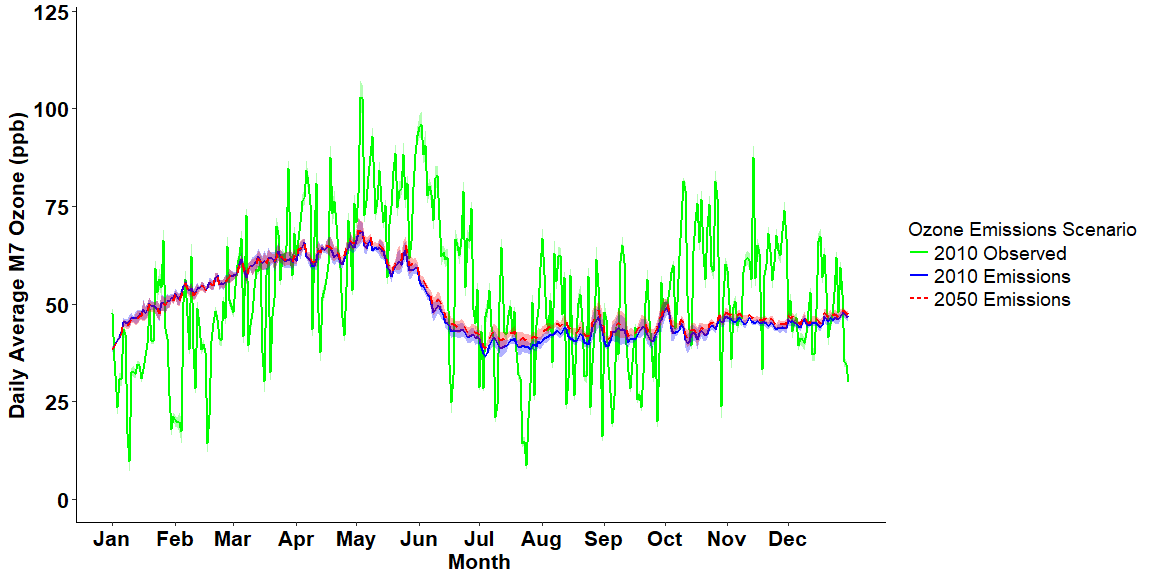 125
100
75
50
25
0
Daily Average M7 Ozone (ppb)
Jan Feb Mar Apr May Jun Jul Aug Sep Oct Nov Dec
Month
Ozone Emissions Scenario
2010 Observed
2010 Emissions
2050 Emissions